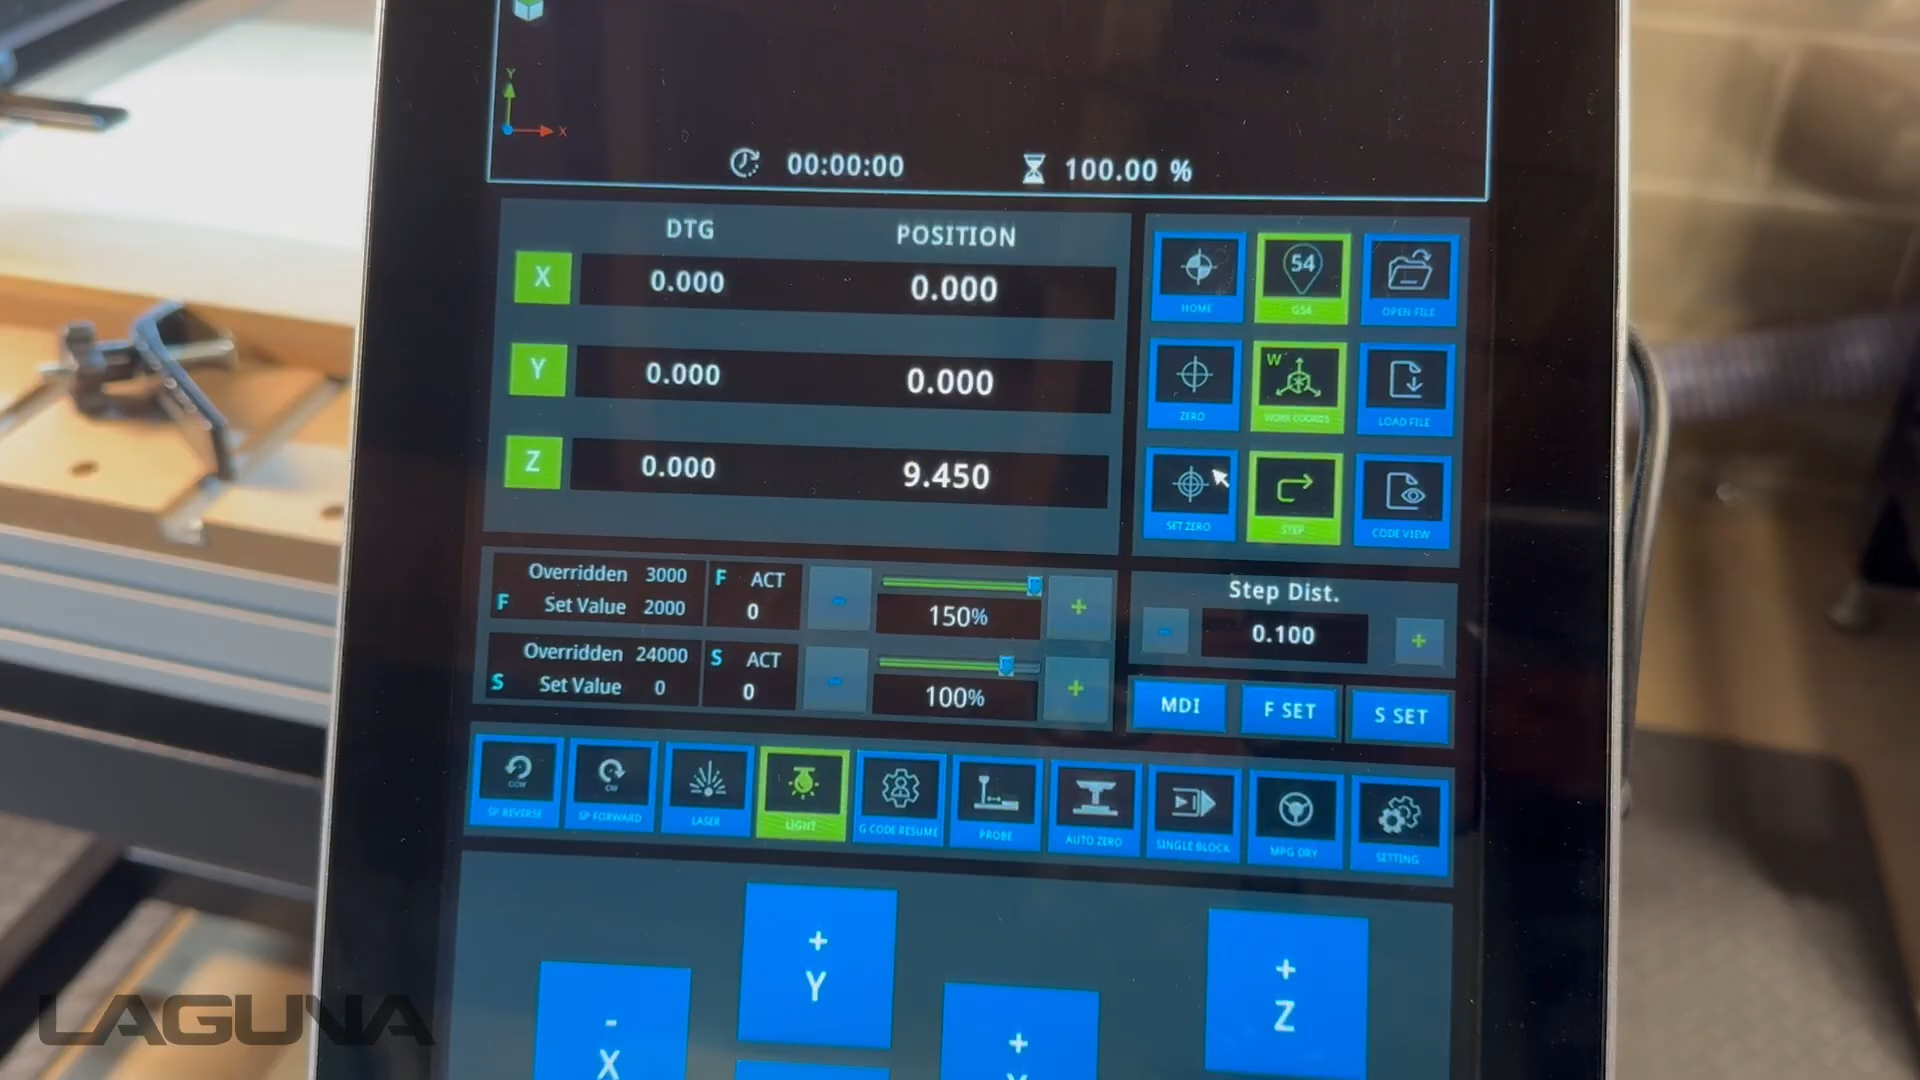 Y
X
00:00:00 100.00 %
DTG POSITION
X 0.000 0.000
Y 0.000 0.000
Z 0.000 9.450
HOME
54
G54
OPEN FILE
ZERO
W
WORK COORDS
LOAD FILE
SET ZERO
STEP
CODE VIEW
F Overridden 3000
Set Value 2000
F ACT
0
-
150%
+
S Overridden 24000
Set Value 0
S ACT
0
-
100%
+
Step Dist.
- 0.100 +
MDI F SET S SET
CCW
SP REVERSE
CW
SP FORWARD
LASER
LIGHT
G CODE RESUME
PROBE
AUTO ZERO
SINGLE BLOCK
MPG DRY
SETTING
+
Y
+
Z
-
X
+
LAGUNA